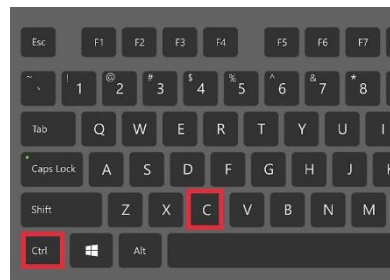 Esc F1 F2 F3 F4 F5 F6 F7
~ ` ! 1 @ 2 # 3 $ 4 % 5 ^ 6 & 7 * 8
Tab Q W E R T Y U I
Caps Lock A S D F G H J
Shift Z X C V B N M
Ctrl Alt